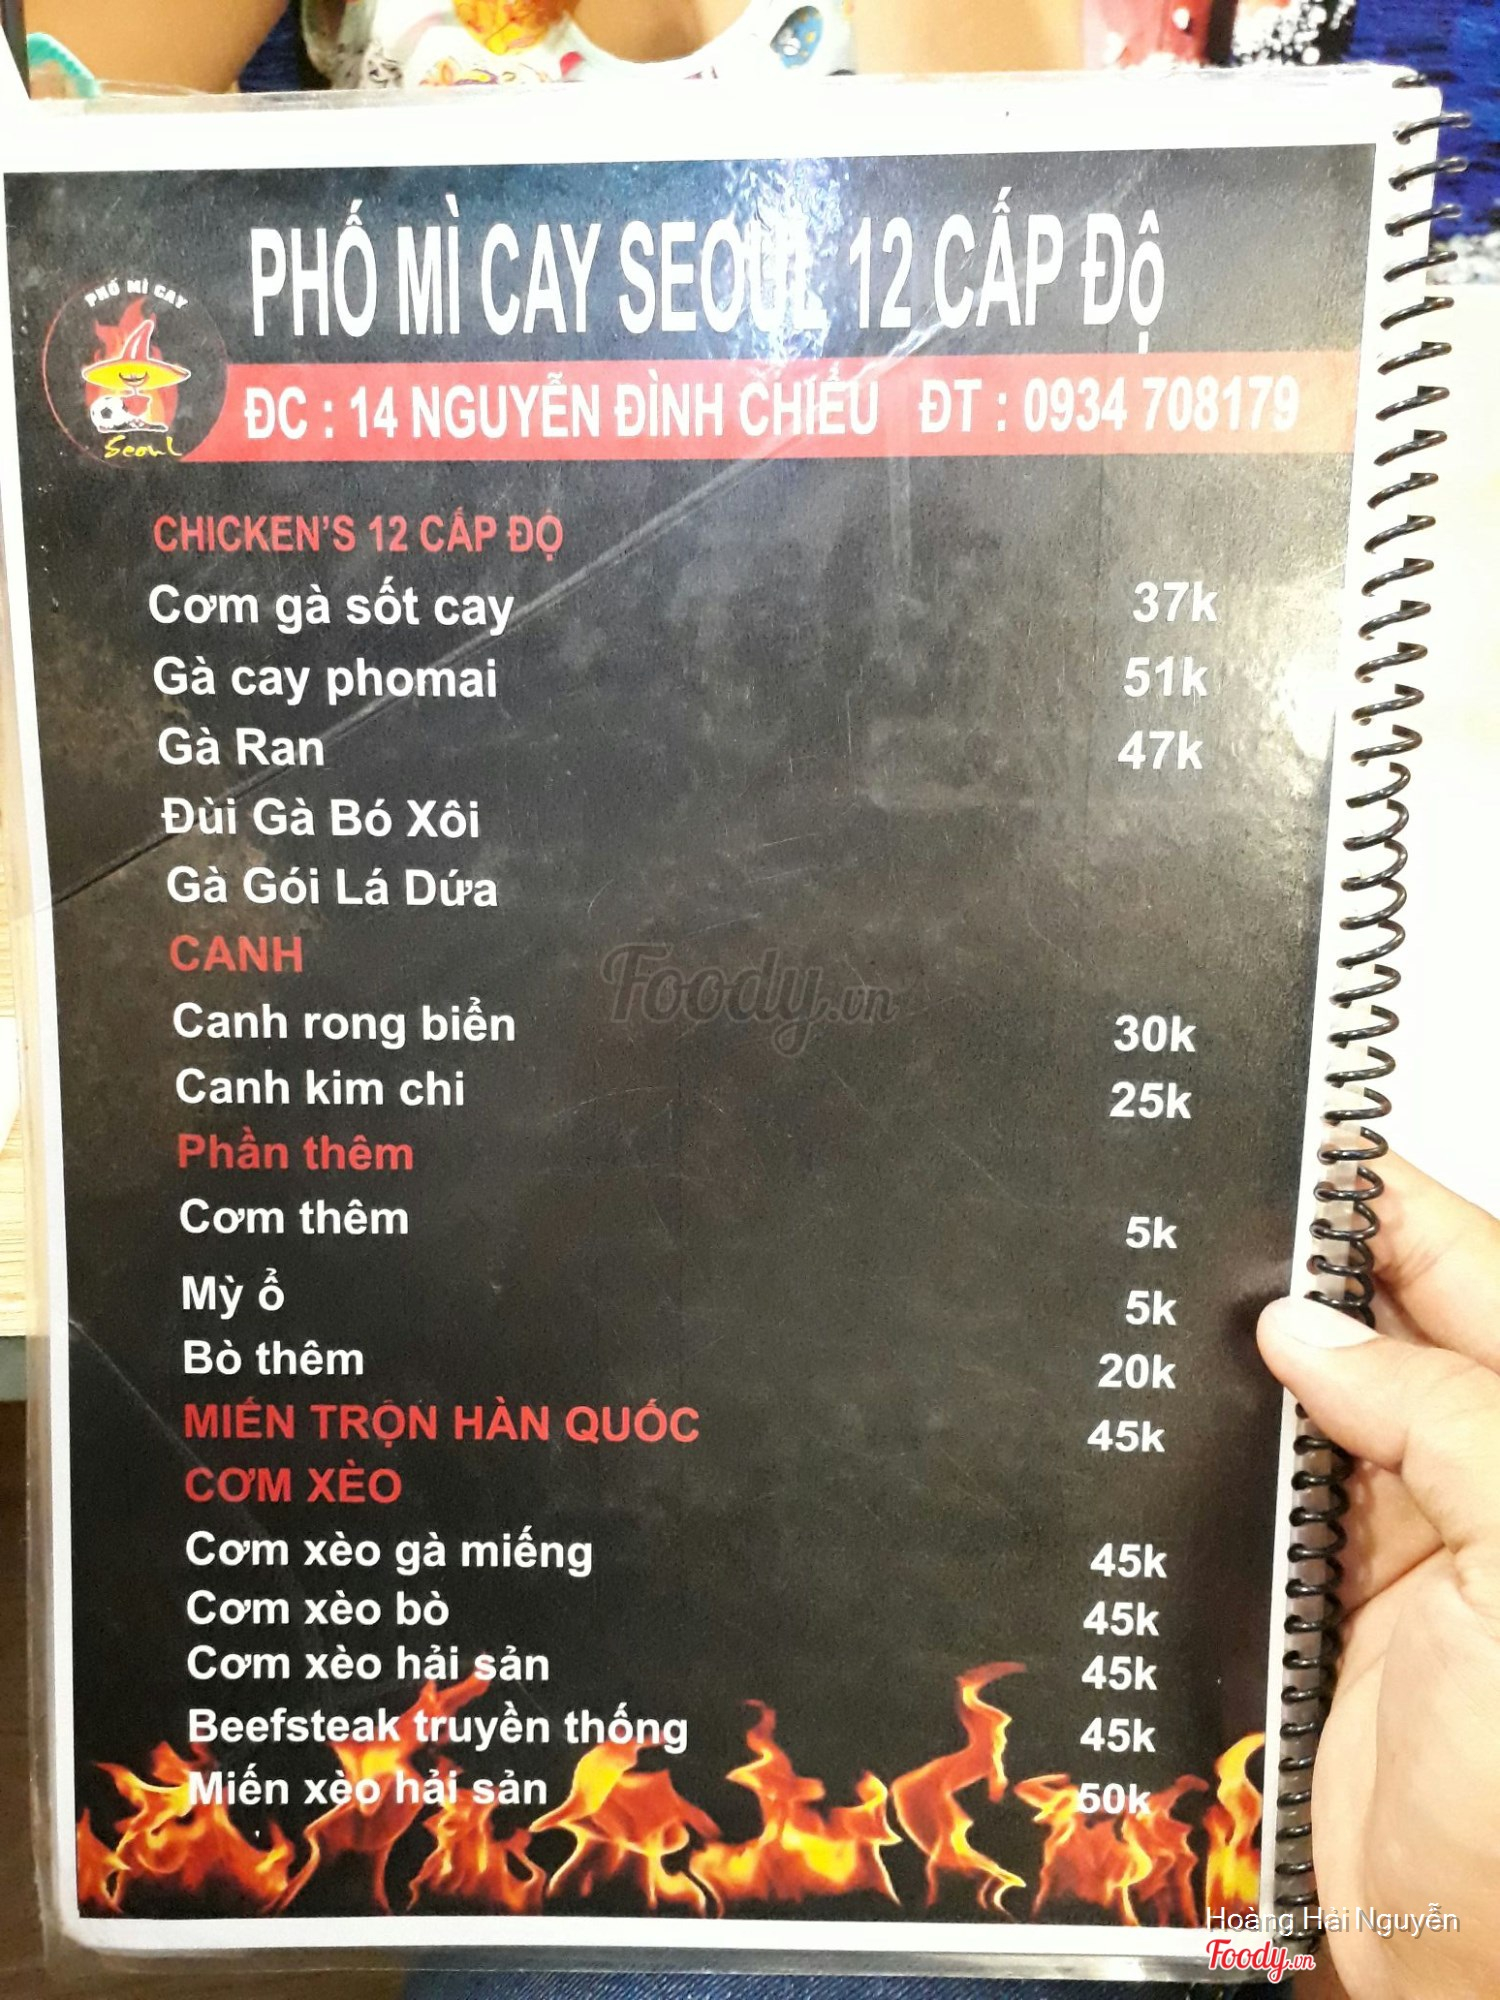 PHỐ MÌ CAY SEOUL 12 CẤP Độ
PHỐ MÌ CAY
Seoul
ĐC : 14 NGUYỄN ĐÌNH CHIỂU ĐT : 0934 708179
CHICKEN'S 12 CẤP ĐỘ
Cơm gà sốt cay 37k
Gà cay phomai 51k
Gà Ran 47k
Đùi Gà Bó Xôi
Gà Gói Lá Dứa
CANH
Foody.vn
Canh rong biển 30k
Canh kim chi 25k
Phần thêm
Cơm thêm 5k
Mỳ ổ 5k
Bò thêm 20k
MIẾN TRỘN HÀN QUỐC 45k
CƠM XÈO
Cơm xèo gà miếng 45k
Cơm xèo bò 45k
Cơm xèo hải sản 45k
Beefsteak truyền thống 45k
Miến xèo hải sản 50k
Hoàng Hải Nguyễn
Foody.vn